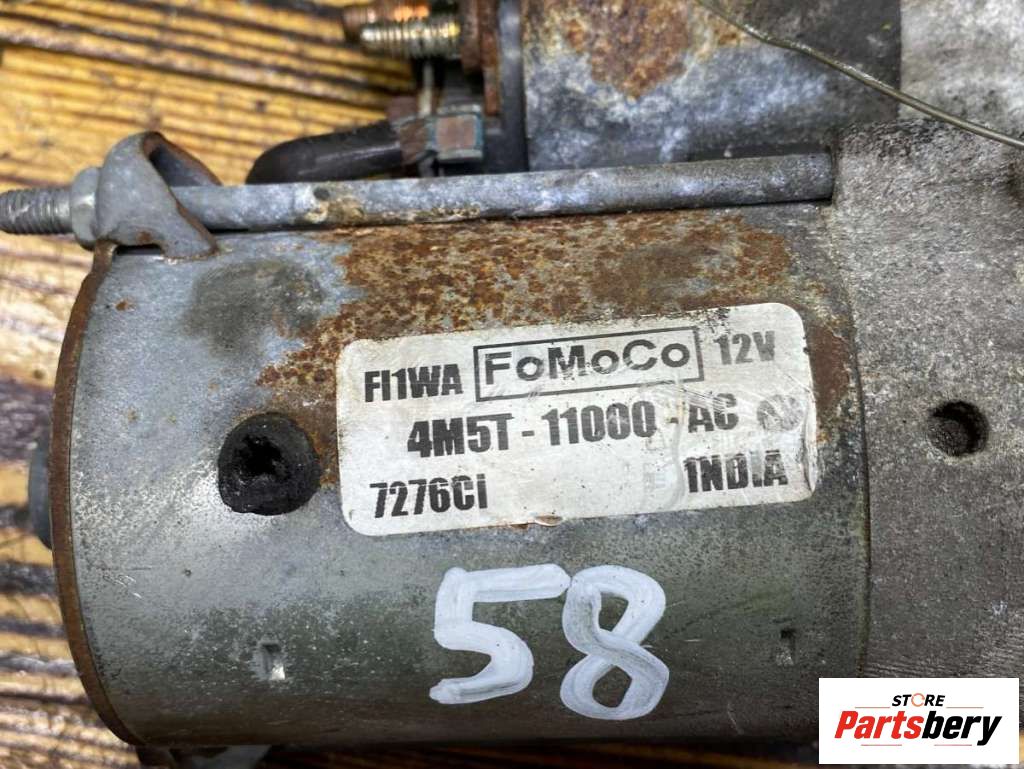 FI1WA FoMoCo 12V
4M5T-11000-AC
7276Ci INDIA
58
STORE
Partsbery